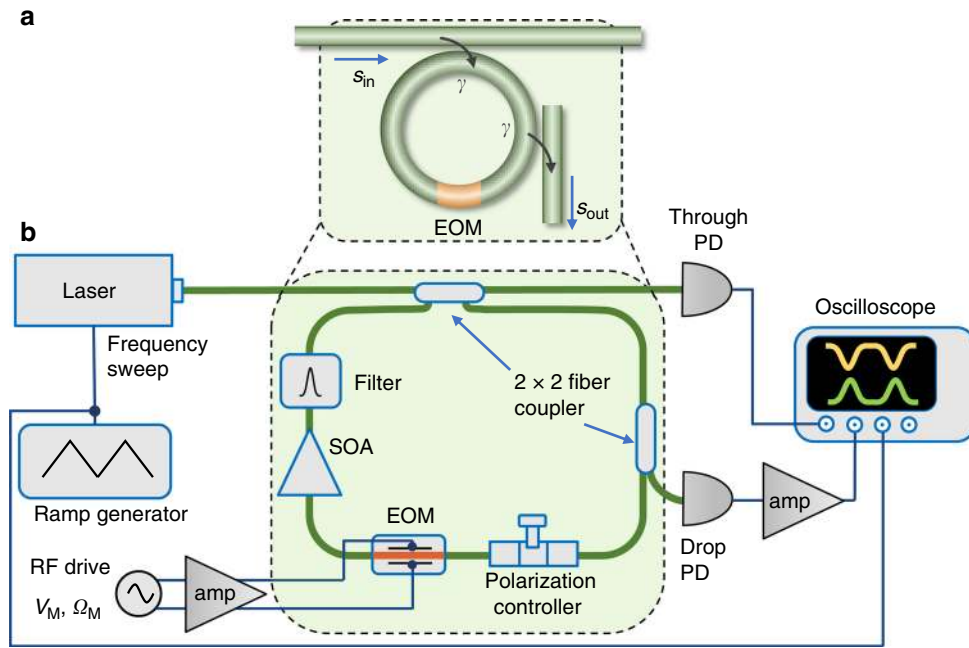 a
s_in
γ
γ
s_out
EOM
b
Through
PD
Laser
Oscilloscope
Frequency
sweep
Filter
2 × 2 fiber
coupler
SOA
Ramp generator
EOM
amp
RF drive
Drop
PD
amp
Polarization
controller
V_M, Ω_M